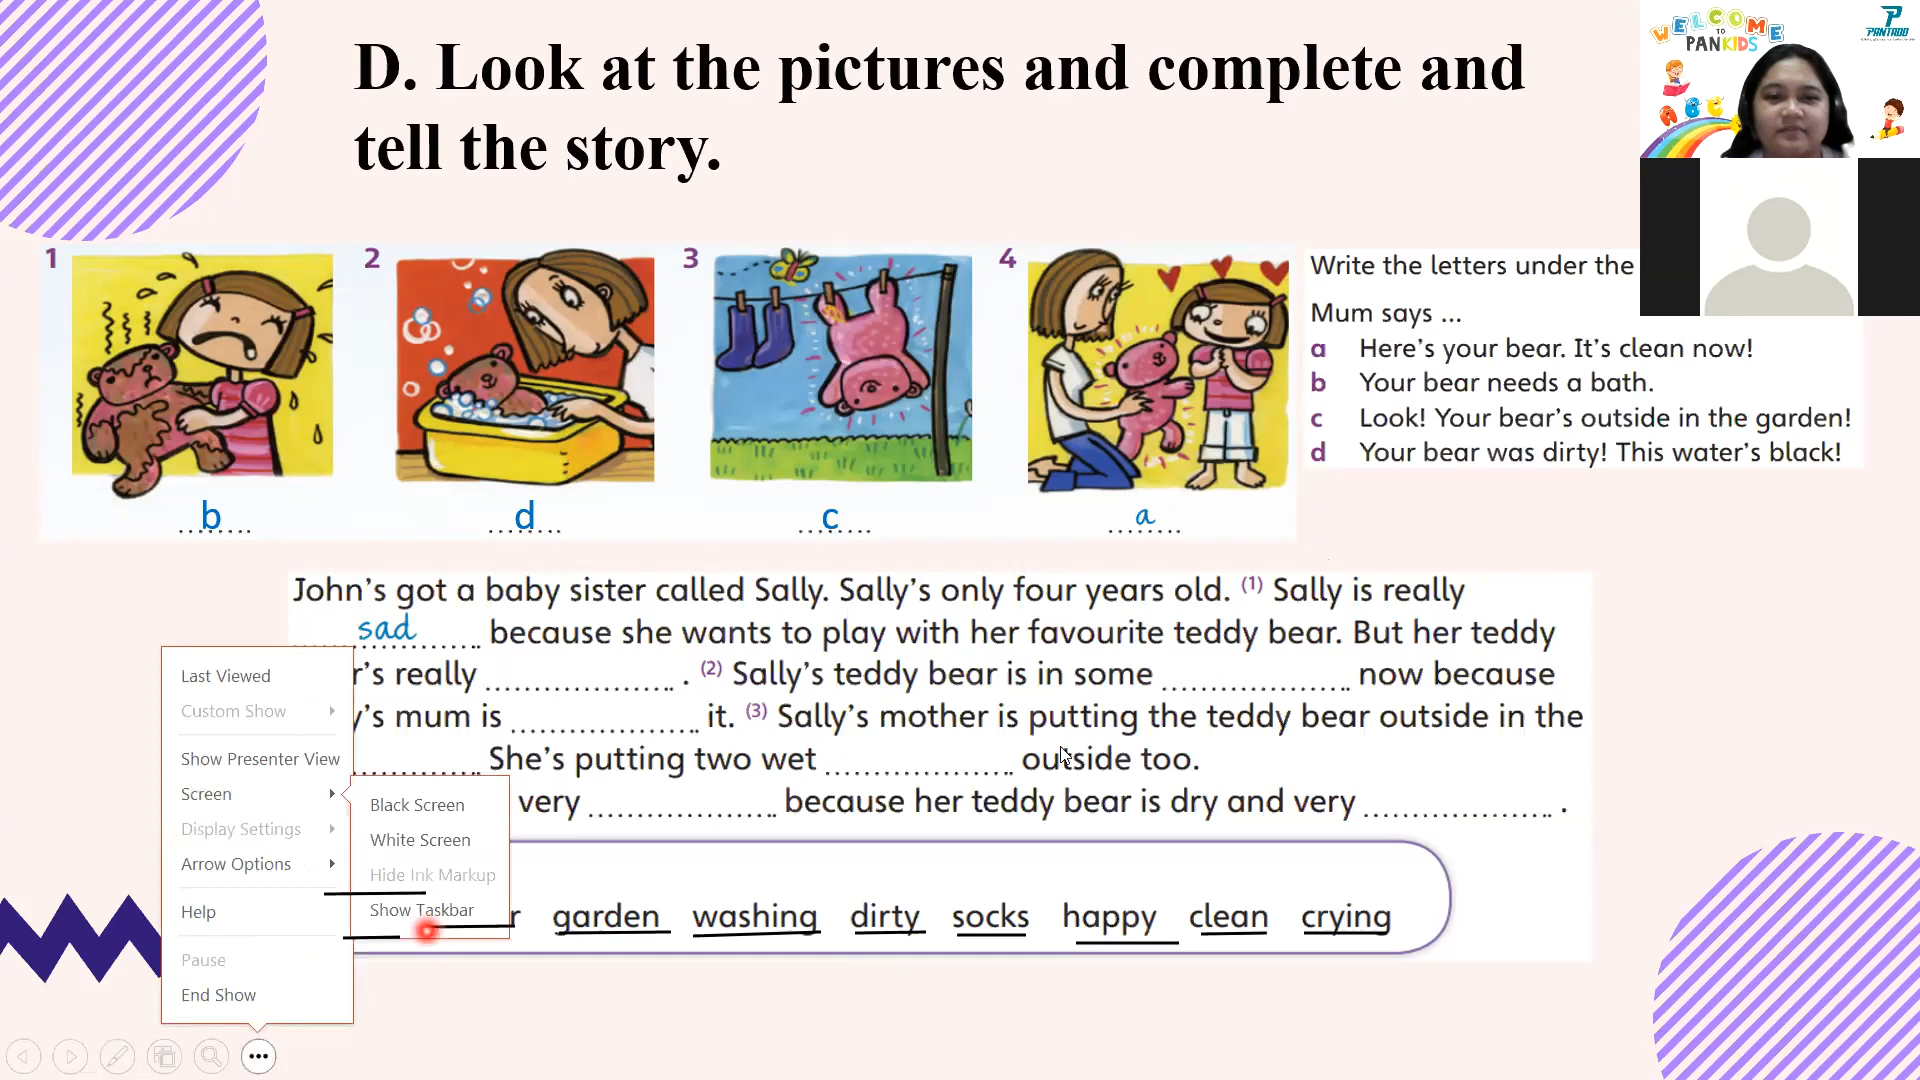 D. Look at the pictures and complete and
tell the story.
WELCOME
TO
PANKIDS
ABC
PANTADO
1
2
3
4
b
d
c
a
Write the letters under the
Mum says ...
a Here's your bear. It's clean now!
b Your bear needs a bath.
c Look! Your bear's outside in the garden!
d Your bear was dirty! This water's black!
John's got a baby sister called Sally. Sally's only four years old. (1) Sally is really
sad because she wants to play with her favourite teddy bear. But her teddy
r's really .................... . (2) Sally's teddy bear is in some .................... now because
y's mum is .................... it. (3) Sally's mother is putting the teddy bear outside in the
.............. She's putting two wet .................... outside too.
very .................... because her teddy bear is dry and very .................... .
r garden washing dirty socks happy clean crying
Last Viewed
Custom Show
Show Presenter View
Screen
Display Settings
Arrow Options
Help
Pause
End Show
Black Screen
White Screen
Hide Ink Markup
Show Taskbar